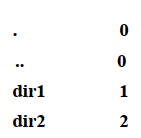 . 0
.. 0
dir1 1
dir2 2